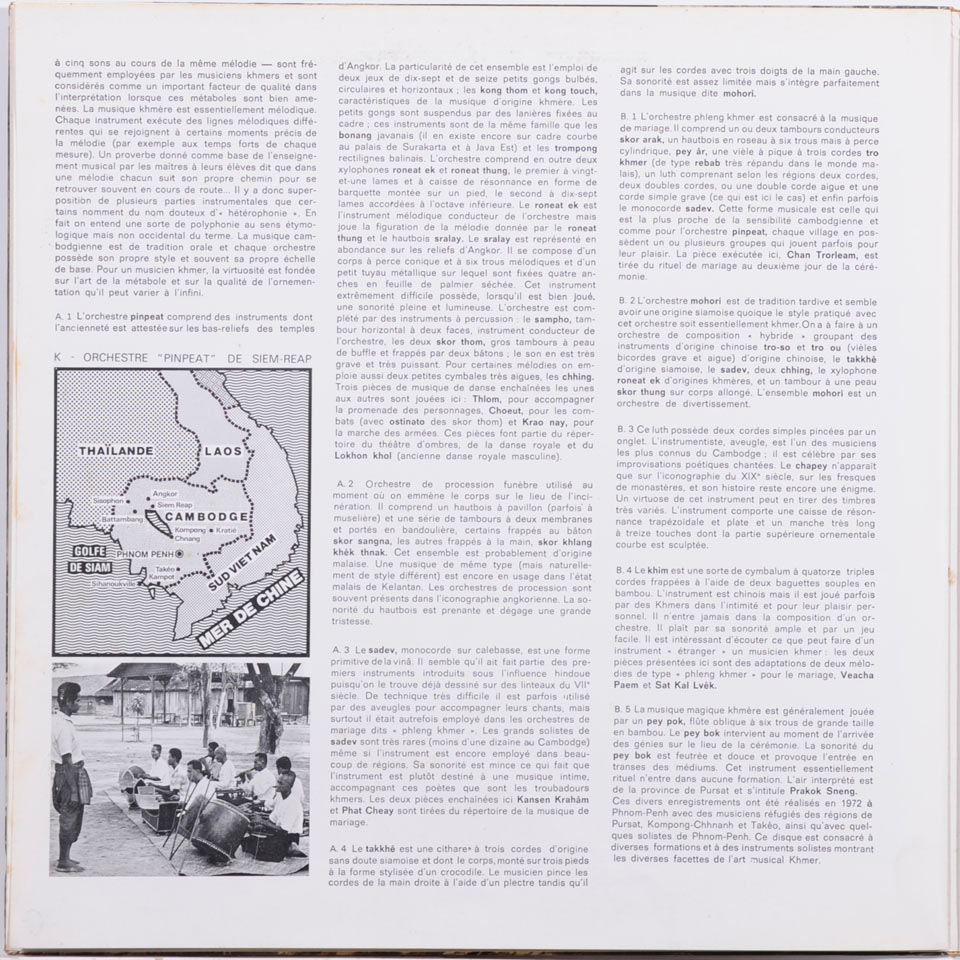 à cinq sons au cours de la même mélodie — sont fré-
quemment employées par les musiciens khmers et sont
considérés comme un important facteur de qualité dans
l'interprétation lorsque ces métaboles sont bien ame-
nées. La musique khmère est essentiellement mélodique.
Chaque instrument exécute des lignes mélodiques diffé-
rentes qui se rejoignent à certains moments précis de
la mélodie (par exemple aux temps forts de chaque
mesure). Un proverbe donné comme base de l'enseigne-
ment musical par les maîtres à leurs élèves dit que dans
une mélodie chacun suit son propre chemin pour se
retrouver souvent en cours de route... Il y a donc super-
position de plusieurs parties instrumentales que cer-
tains nomment du nom douteux d'« hétérophonie ». En
fait on entend une sorte de polyphonie au sens étymo-
logique mais non occidental du terme. La musique cam-
bodgienne est de tradition orale et chaque orchestre
possède son propre style et souvent sa propre échelle
de base. Pour un musicien khmer, la virtuosité est fondée
sur l'art de la métabole et sur la qualité de l'ornemen-
tation qu'il peut varier à l'infini.
A. 1 L'orchestre pinpeat comprend des instruments dont
l'ancienneté est attestée sur les bas-reliefs des temples
K - ORCHESTRE "PINPEAT" DE SIEM-REAP
THAÏLANDE
LAOS
Angkor
Sisophon
Siem Reap
Battambang
CAMBODGE
Kompong
Chnang
Kratié
GOLFE
DE SIAM
PHNOM PENH
Takéo
Kampot
Sihanoukville
SUD VIETNAM
MER DE CHINE
d'Angkor. La particularité de cet ensemble est l'emploi de
deux jeux de dix-sept et de seize petits gongs bulbés,
circulaires et horizontaux ; les kong thom et kong touch,
caractéristiques de la musique d'origine khmère. Les
petits gongs sont suspendus par des lanières fixées au
cadre ; ces instruments sont de la même famille que les
bonang javanais (il en existe encore sur cadre courbe
au palais de Surakarta et à Java Est) et les trompong
rectilignes balinais. L'orchestre comprend en outre deux
xylophones roneat ek et roneat thung, le premier à vingt-
et-une lames et à caisse de résonnance en forme de
barquette montée sur un pied, le second à dix-sept
lames accordées à l'octave inférieure. Le roneat ek est
l'instrument mélodique conducteur de l'orchestre mais
joue la figuration de la mélodie donnée par le roneat
thung et le hautbois sralay. Le sralay est représenté en
abondance sur les reliefs d'Angkor. Il se compose d'un
corps à perce conique et à six trous mélodiques et d'un
petit tuyau métallique sur lequel sont fixées quatre an-
ches en feuille de palmier séchée. Cet instrument
extrêmement difficile possède, lorsqu'il est bien joué,
une sonorité pleine et lumineuse. L'orchestre est com-
plété par des instruments à percussion : le sampho, tam-
bour horizontal à deux faces, instrument conducteur de
l'orchestre, les deux skor thom, gros tambours à peau
de buffle et frappés par deux bâtons ; le son en est très
grave et très puissant. Pour certaines mélodies on em-
ploie aussi deux petites cymbales très aigues, les chhing.
Trois pièces de musique de danse enchaînées les unes
aux autres sont jouées ici : Thlom, pour accompagner
la promenade des personnages, Choeut, pour les com-
bats (avec ostinato des skor thom) et Krao nay, pour
la marche des armées. Ces pièces font partie du réper-
toire du théâtre d'ombres, de la danse royale et du
Lokhon khol (ancienne danse royale masculine).
A. 2 Orchestre de procession funèbre utilisé au
moment où on emmène le corps sur le lieu de l'inci-
nération. Il comprend un hautbois à pavillon (parfois à
muselière) et une série de tambours à deux membranes
et portés en bandoulière, certains frappés au bâton
skor sangna, les autres frappés à la main, skor khlang
khék thnak. Cet ensemble est probablement d'origine
malaise. Une musique de même type (mais naturelle-
ment de style différent) est encore en usage dans l'état
malais de Kelantan. Les orchestres de procession sont
souvent présents dans l'iconographie angkorienne. La so-
norité du hautbois est prenante et dégage une grande
tristesse.
A. 3 Le sadev, monocorde sur calebasse, est une forme
primitive de la vinâ. Il semble qu'il ait fait partie des pre-
miers instruments introduits sous l'influence hindoue
puisqu'on le trouve déjà dessiné sur des linteaux du VIIe
siècle. De technique très difficile il est parfois utilisé
par des aveugles pour accompagner leurs chants, mais
surtout il était autrefois employé dans les orchestres de
mariage dits « phleng khmer ». Les grands solistes de
sadev sont très rares (moins d'une dizaine au Cambodge)
même si l'instrument est encore employé dans beau-
coup de régions. Sa sonorité est mince ce qui fait que
l'instrument est plutôt destiné à une musique intime,
accompagnant ces poètes que sont les troubadours
khmers. Les deux pièces enchaînées ici Kansen Krahâm
et Phat Cheay sont tirées du répertoire de la musique de
mariage.
A. 4 Le takkhê est une cithare à trois cordes d'origine
sans doute siamoise et dont le corps, monté sur trois pieds
à la forme stylisée d'un crocodile. Le musicien pince les
cordes de la main droite à l'aide d'un plectre tandis qu'il
agit sur les cordes avec trois doigts de la main gauche.
Sa sonorité est assez limitée mais s'intègre parfaitement
dans la musique dite mohori.
B. 1 L'orchestre phleng khmer est consacré à la musique
de mariage. Il comprend un ou deux tambours conducteurs
skor arak, un hautbois en roseau à six trous mais à perce
cylindrique, pey âr, une vièle à pique à trois cordes tro
khmer (de type rebab très répandu dans le monde ma-
lais), un luth comprenant selon les régions deux cordes,
deux doubles cordes, ou une double corde aigue et une
corde simple grave (ce qui est ici le cas) et enfin parfois
le monocorde sadev. Cette forme musicale est celle qui
est la plus proche de la sensibilité cambodgienne et
comme pour l'orchestre pinpeat, chaque village en pos-
sèdent un ou plusieurs groupes qui jouent parfois pour
leur plaisir. La pièce exécutée ici, Chan Trorleam, est
tirée du rituel de mariage au deuxième jour de la céré-
monie.
B. 2 L'orchestre mohori est de tradition tardive et semble
avoir une origine siamoise quoique le style pratiqué avec
cet orchestre soit essentiellement khmer. On a à faire à un
orchestre de composition « hybride » groupant des
instruments d'origine chinoise tro-so et tro ou (vièles
bicordes grave et aigue) d'origine chinoise, le takkhê
d'origine siamoise, le sadev, deux chhing, le xylophone
roneat ek d'origines khmères, et un tambour à une peau
skor thung sur corps allongé. L'ensemble mohori est un
orchestre de divertissement.
B. 3 Ce luth possède deux cordes simples pincées par un
onglet. L'instrumentiste, aveugle, est l'un des musiciens
les plus connus du Cambodge ; il est célèbre par ses
improvisations poétiques chantées. Le chapey n'apparaît
que sur l'iconographie du XIXe siècle, sur les fresques
de monastères, et son histoire reste encore une énigme.
Un virtuose de cet instrument peut en tirer des timbres
très variés. L'instrument comporte une caisse de réson-
nance trapézoïdale et plate et un manche très long
à treize touches dont la partie supérieure ornementale
courbe est sculptée.
B. 4 Le khim est une sorte de cymbalum à quatorze triples
cordes frappées à l'aide de deux baguettes souples en
bambou. L'instrument est chinois mais il est joué parfois
par des Khmers dans l'intimité et pour leur plaisir per-
sonnel. Il n'entre jamais dans la composition d'un or-
chestre. Il plaît par sa sonorité ample et par un jeu
facile. Il est intéressant d'écouter ce que peut faire d'un
instrument « étranger » un musicien khmer : les deux
pièces présentées ici sont des adaptations de deux mélo-
dies de type « phleng khmer » pour le mariage, Veacha
Paem et Sat Kal Lvék.
B. 5 La musique magique khmère est généralement jouée
par un pey pok, flûte oblique à six trous de grande taille
en bambou. Le pey bok intervient au moment de l'arrivée
des génies sur le lieu de la cérémonie. La sonorité du
pey bok est feutrée et douce et provoque l'entrée en
transes des médiums. Cet instrument essentiellement
rituel n'entre dans aucune formation. L'air interprété est
de la province de Pursat et s'intitule Prakok Sneng.
Ces divers enregistrements ont été réalisés en 1972 à
Phnom-Penh avec des musiciens réfugiés des régions de
Pursat, Kompong-Chhnanh et Takêo, ainsi qu'avec quel-
ques solistes de Phnom-Penh. Ce disque est consacré à
diverses formations et à des instruments solistes montrant
les diverses facettes de l'art musical Khmer.